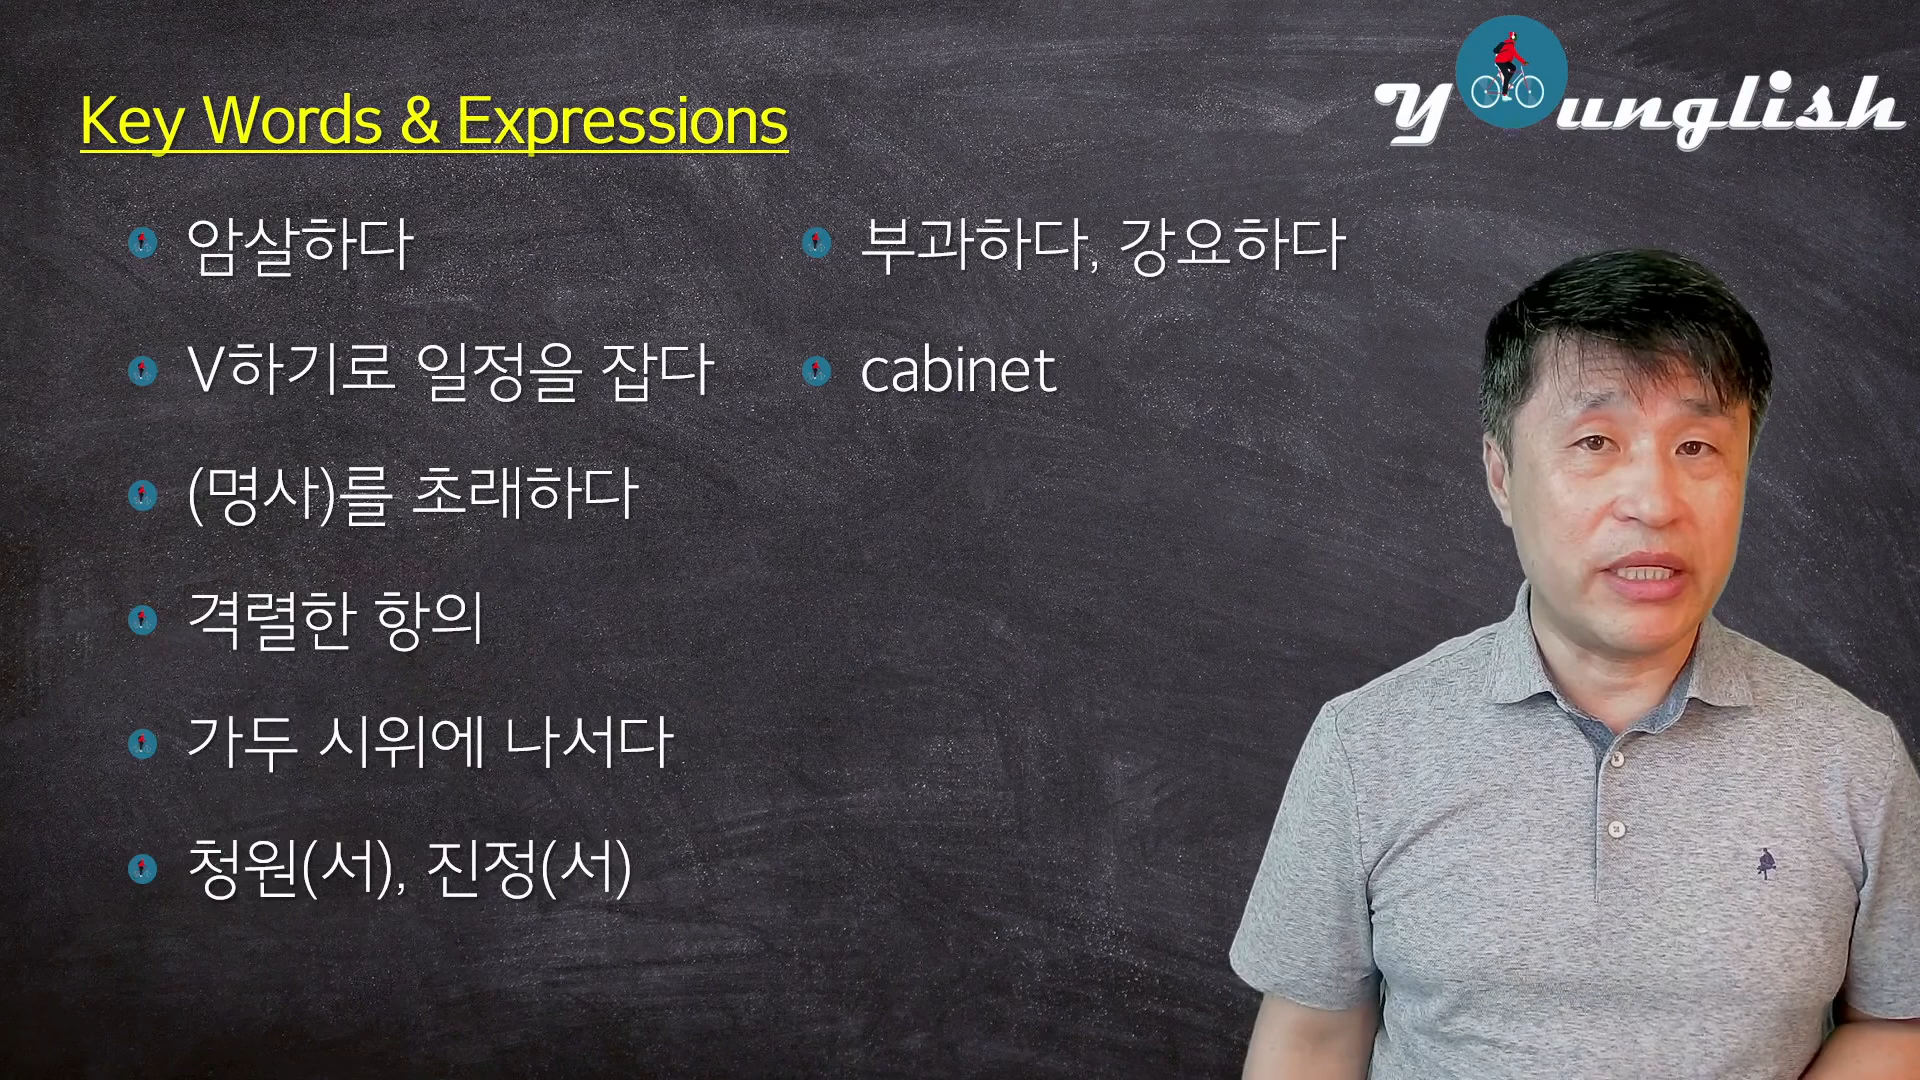 Key Words & Expressions
younglish
암살하다
V하기로 일정을 잡다
(명사)를 초래하다
격렬한 항의
가두 시위에 나서다
청원(서), 진정(서)
부과하다, 강요하다
cabinet